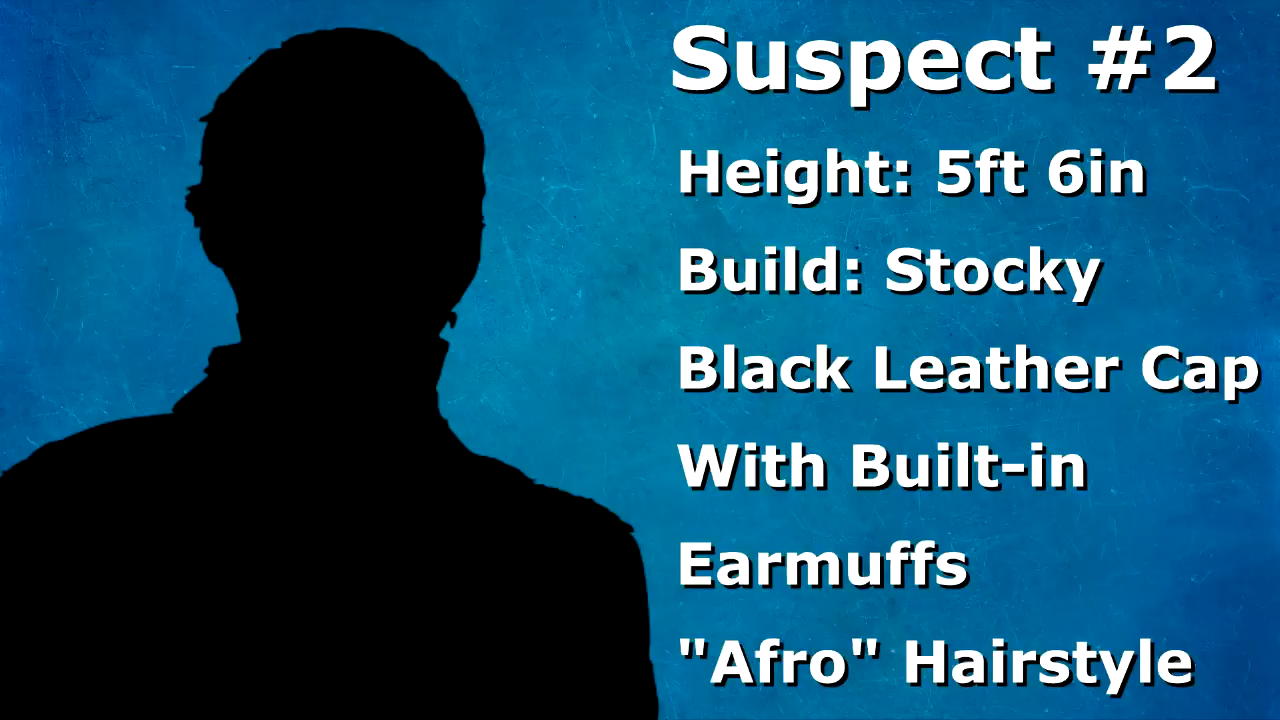 Suspect #2
Height: 5ft 6in
Build: Stocky
Black Leather Cap
With Built-in
Earmuffs
"Afro" Hairstyle